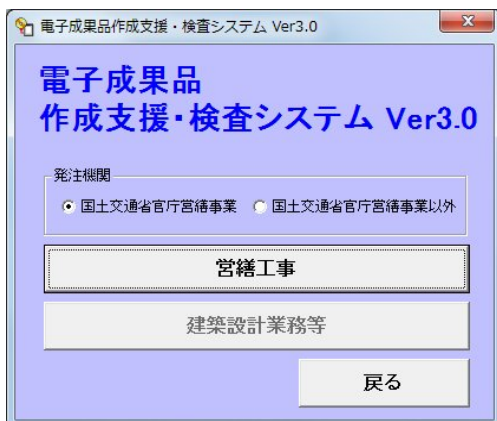 電子成果品作成支援・検査システム Ver3.0
電子成果品
作成支援・検査システム Ver3.0
発注機関
国土交通省官庁営繕事業 国土交通省官庁営繕事業以外
営繕工事
建築設計業務等
戻る